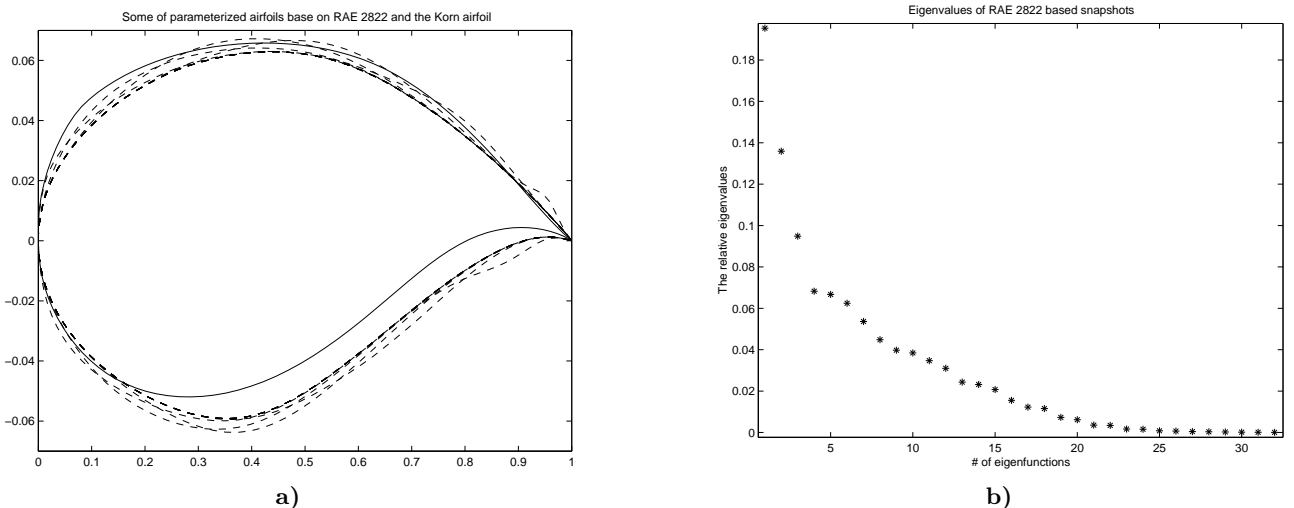 Some of parameterized airfoils base on RAE 2822 and the Korn airfoil
0.06
0.04
0.02
0
−0.02
−0.04
−0.06
0 0.1 0.2 0.3 0.4 0.5 0.6 0.7 0.8 0.9 1
a)
Eigenvalues of RAE 2822 based snapshots
The relative eigenvalues
0.18
0.16
0.14
0.12
0.1
0.08
0.06
0.04
0.02
0
5 10 15 20 25 30
# of eigenfunctions
b)